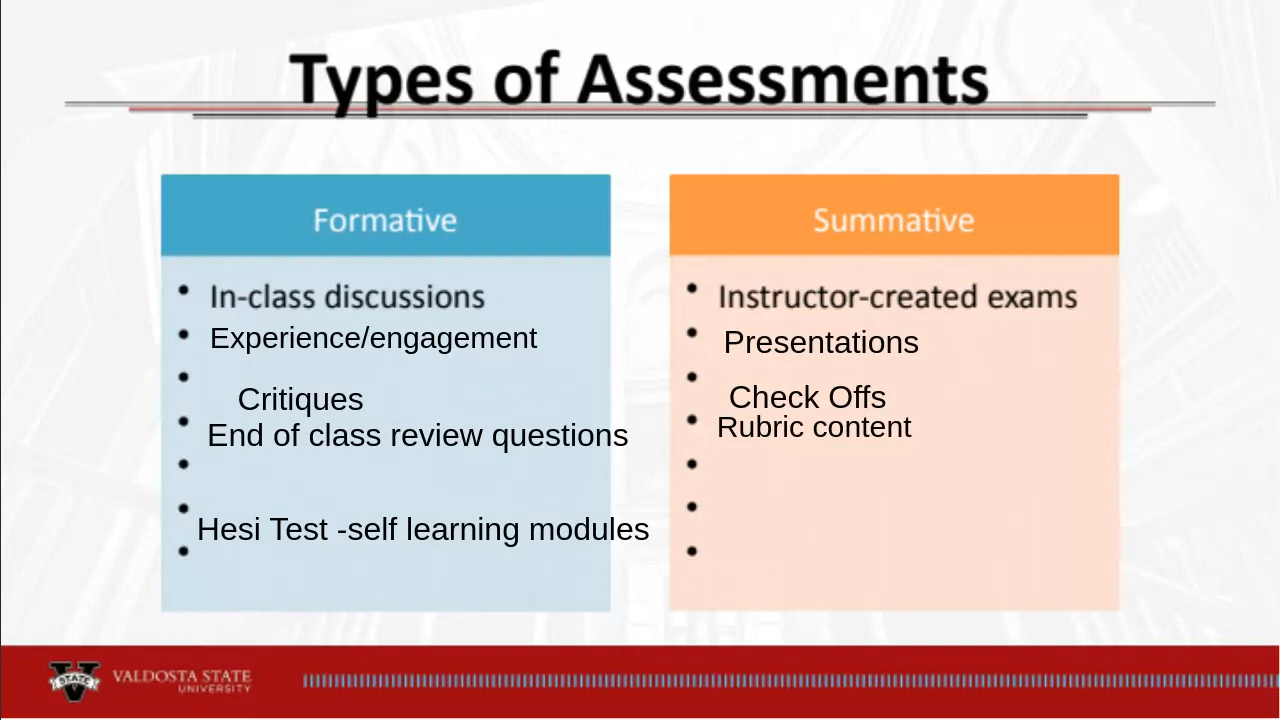 Types of Assessments
Formative
• In-class discussions
• Experience/engagement
• Critiques
• End of class review questions
•
• Hesi Test -self learning modules
•
Summative
• Instructor-created exams
• Presentations
• Check Offs
• Rubric content
•
•
•
V STATE
VALDOSTA STATE
UNIVERSITY